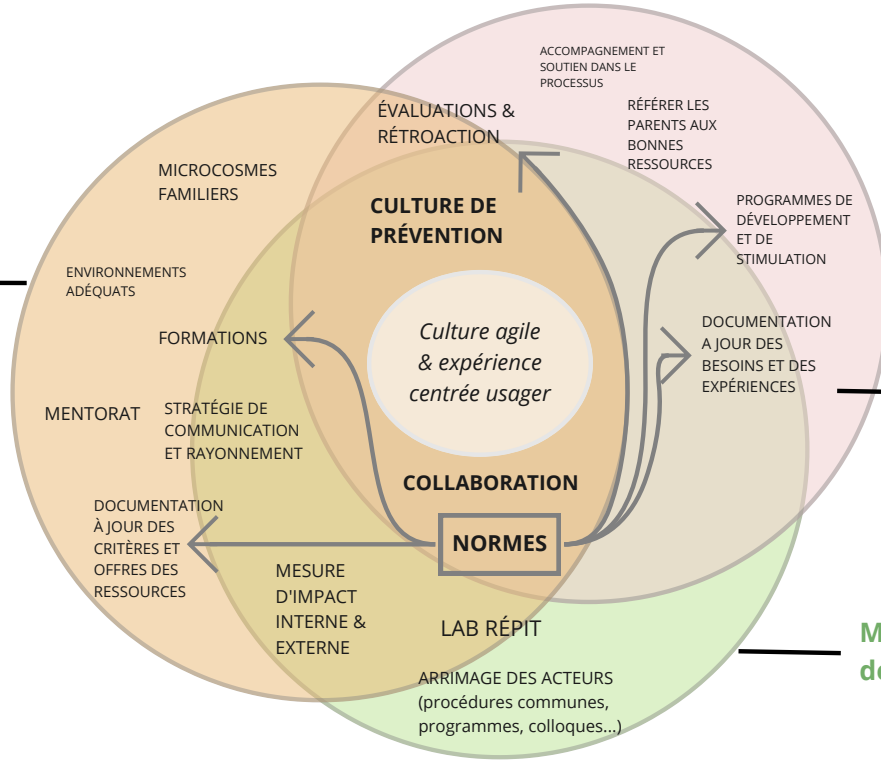 ACCOMPAGNEMENT ET
SOUTIEN DANS LE
PROCESSUS
ÉVALUATIONS &
RÉTROACTION
RÉFÉRER LES
PARENTS AUX
BONNES
RESSOURCES
MICROCOSMES
FAMILIERS
CULTURE DE
PRÉVENTION
PROGRAMMES DE
DÉVELOPPEMENT
ET DE
STIMULATION
ENVIRONNEMENTS
ADÉQUATS
FORMATIONS
Culture agile
& expérience
centrée usager
DOCUMENTATION
A JOUR DES
BESOINS ET DES
EXPÉRIENCES
MENTORAT
STRATÉGIE DE
COMMUNICATION
ET RAYONNEMENT
COLLABORATION
DOCUMENTATION
À JOUR DES
CRITÈRES ET
OFFRES DES
RESSOURCES
NORMES
MESURE
D'IMPACT
INTERNE &
EXTERNE
LAB RÉPIT
ARRIMAGE DES ACTEURS
(procédures communes,
programmes, colloques...)